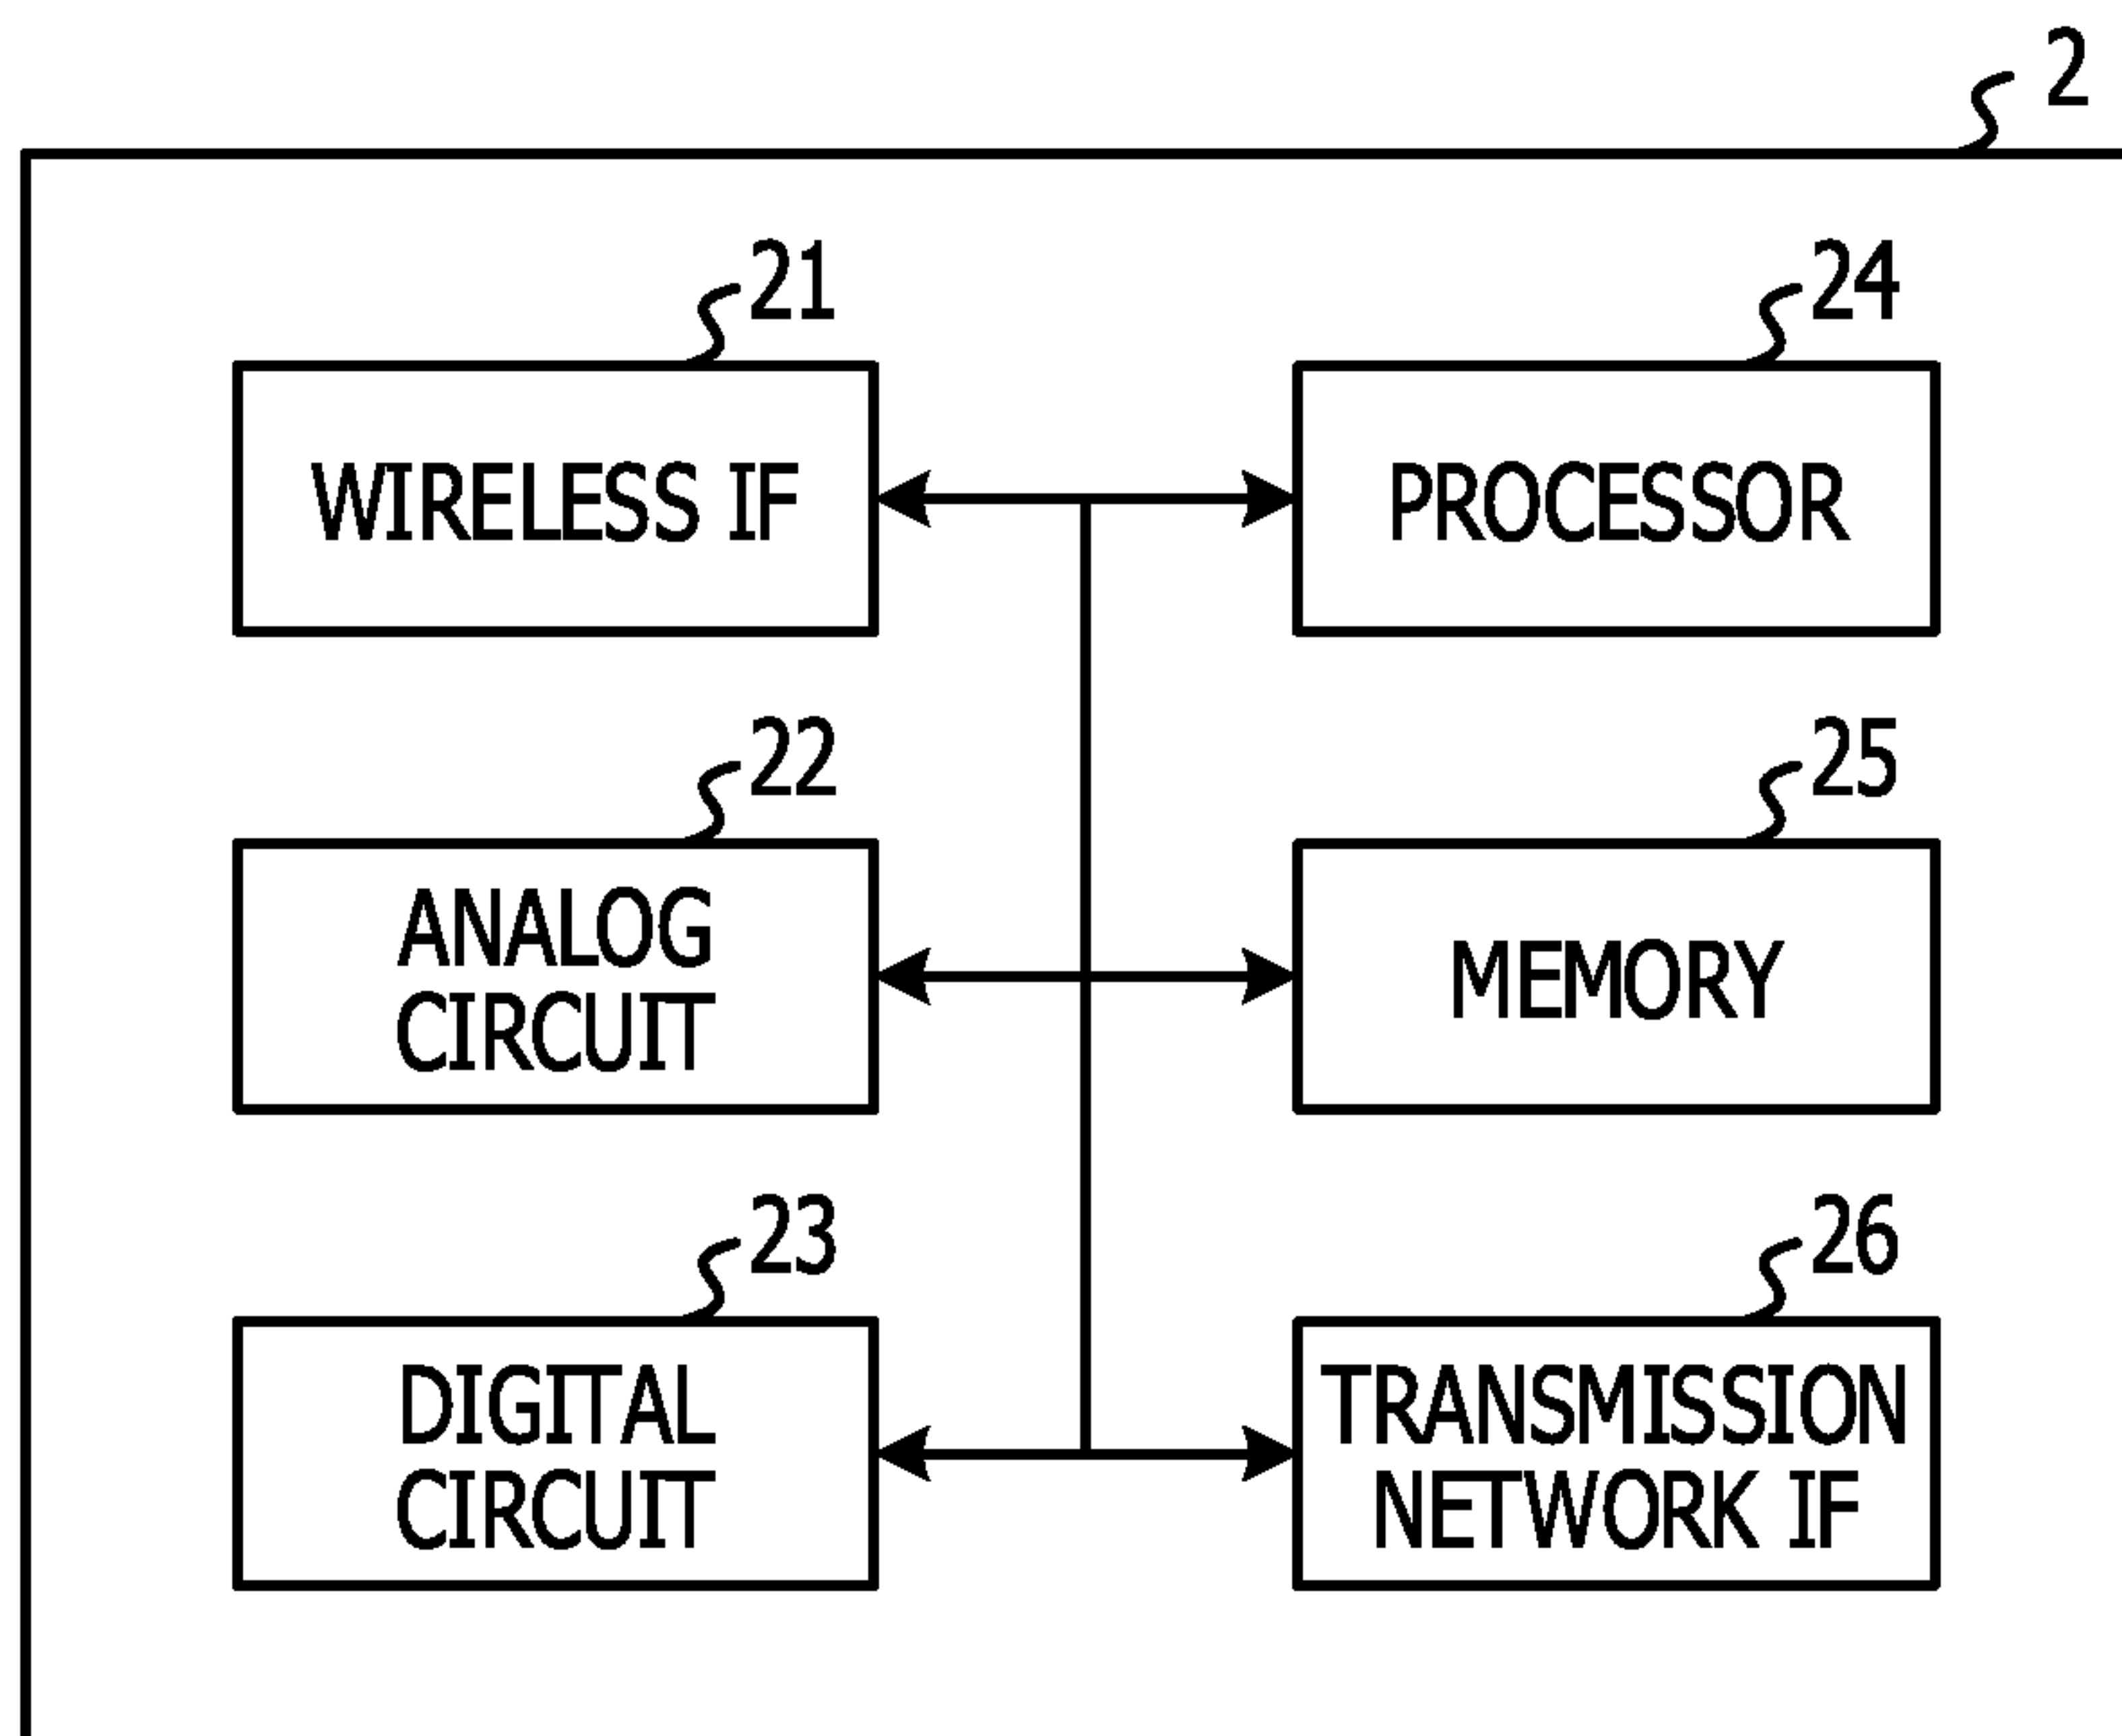 2
21
24
WIRELESS IF
PROCESSOR
22
25
ANALOG
CIRCUIT
MEMORY
23
26
DIGITAL
CIRCUIT
TRANSMISSION
NETWORK IF